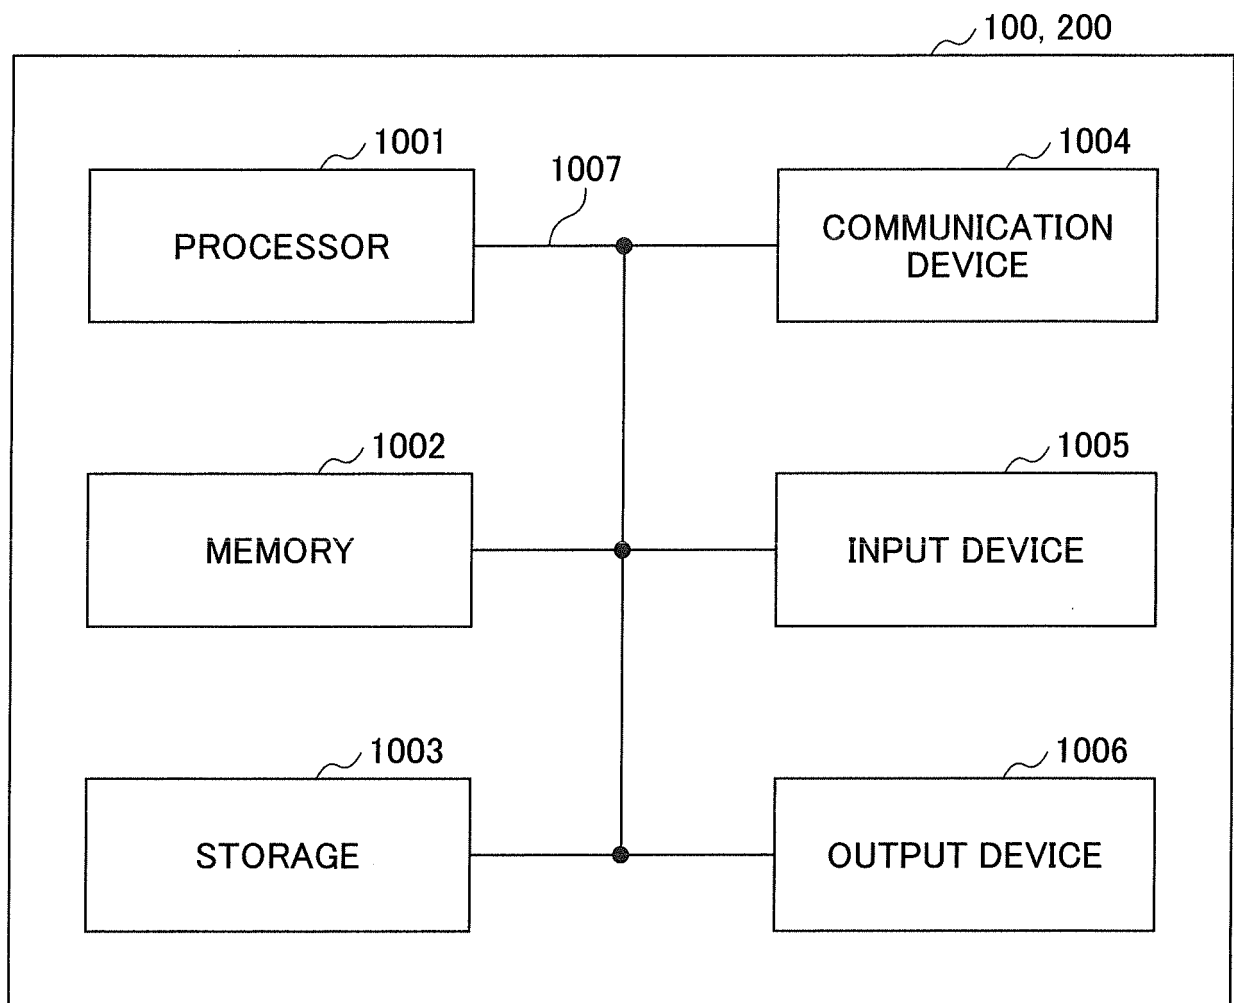 100, 200
1001
PROCESSOR
1007
1004
COMMUNICATION
DEVICE
1002
MEMORY
1005
INPUT DEVICE
1003
STORAGE
1006
OUTPUT DEVICE